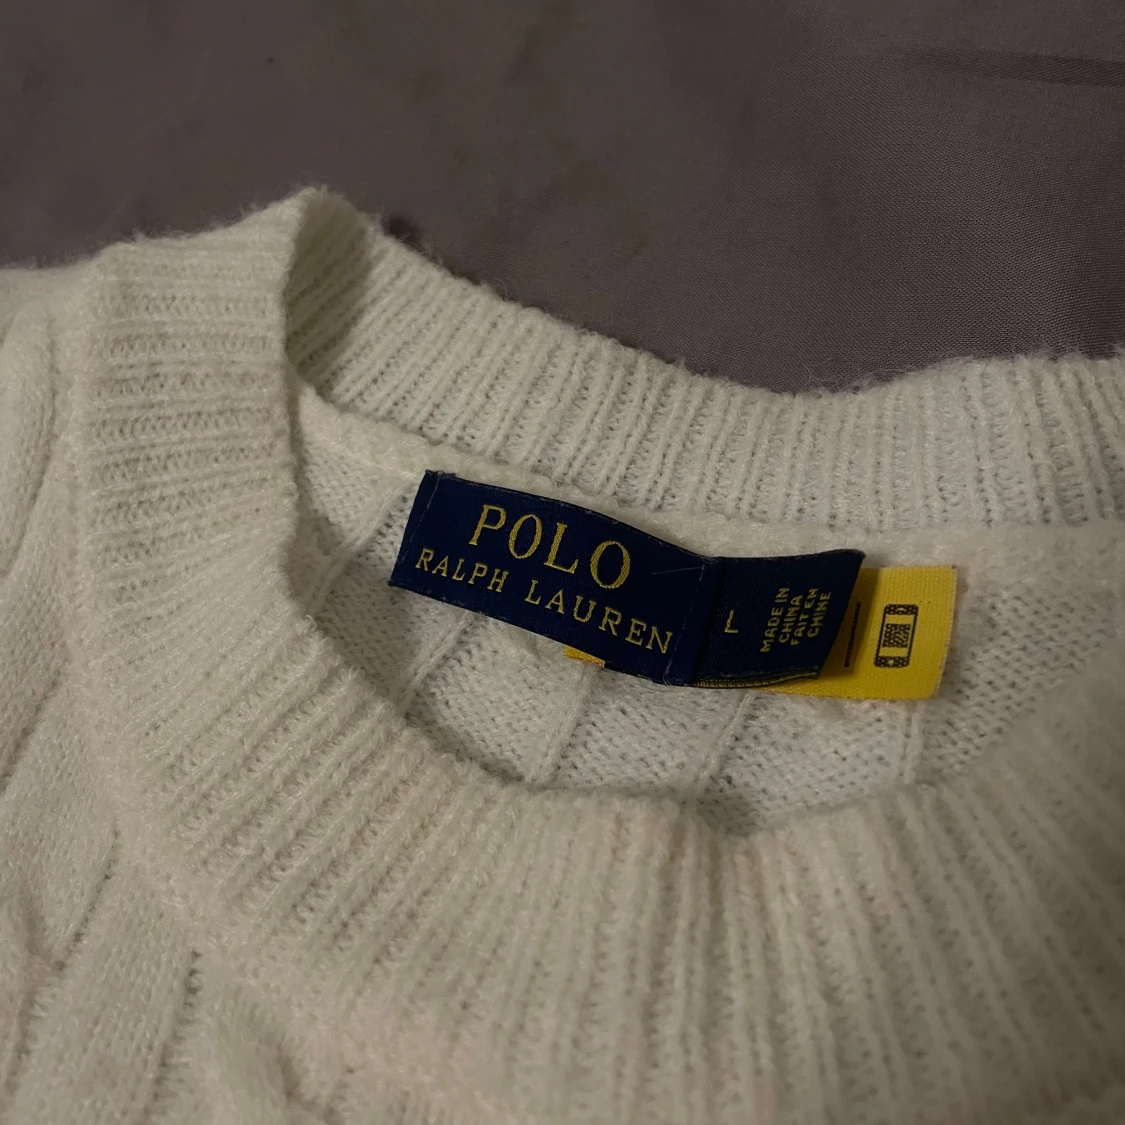 POLO
RALPH LAUREN
L
MADE IN
CHINA
FAIT EN
CHINE